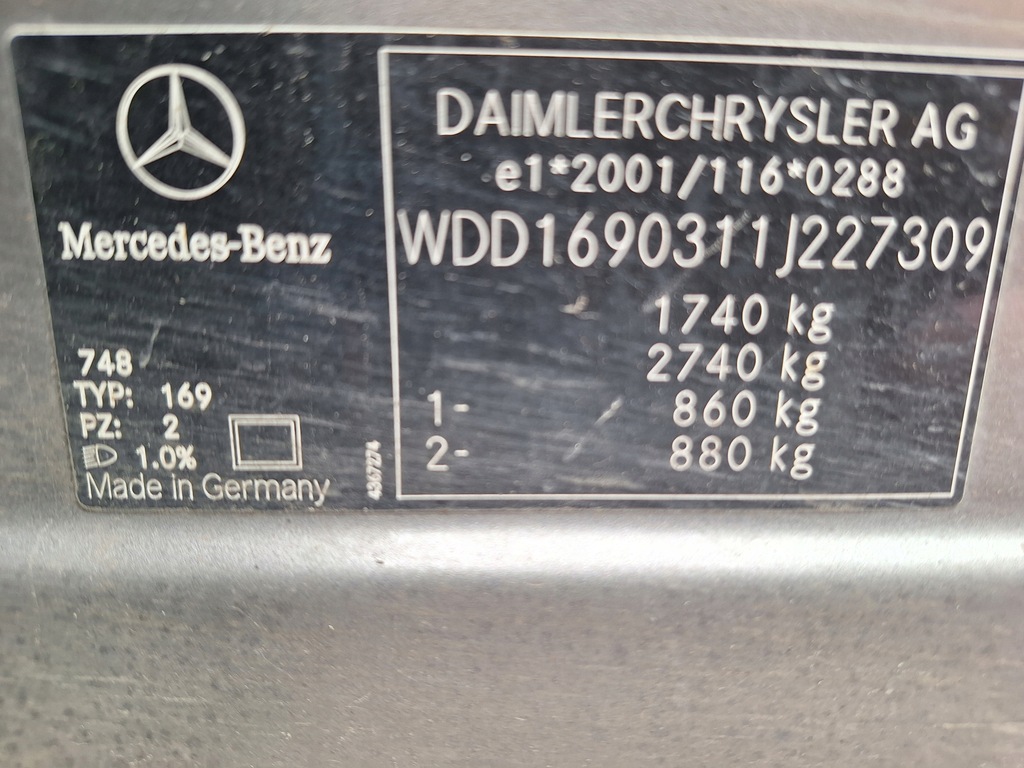 Mercedes-Benz
748
TYP: 169
PZ: 2
1.0%
Made in Germany
DAIMLERCHRYSLER AG
e1*2001/116*0288
WDD1690311J227309
1740 kg
2740 kg
1- 860 kg
2- 880 kg